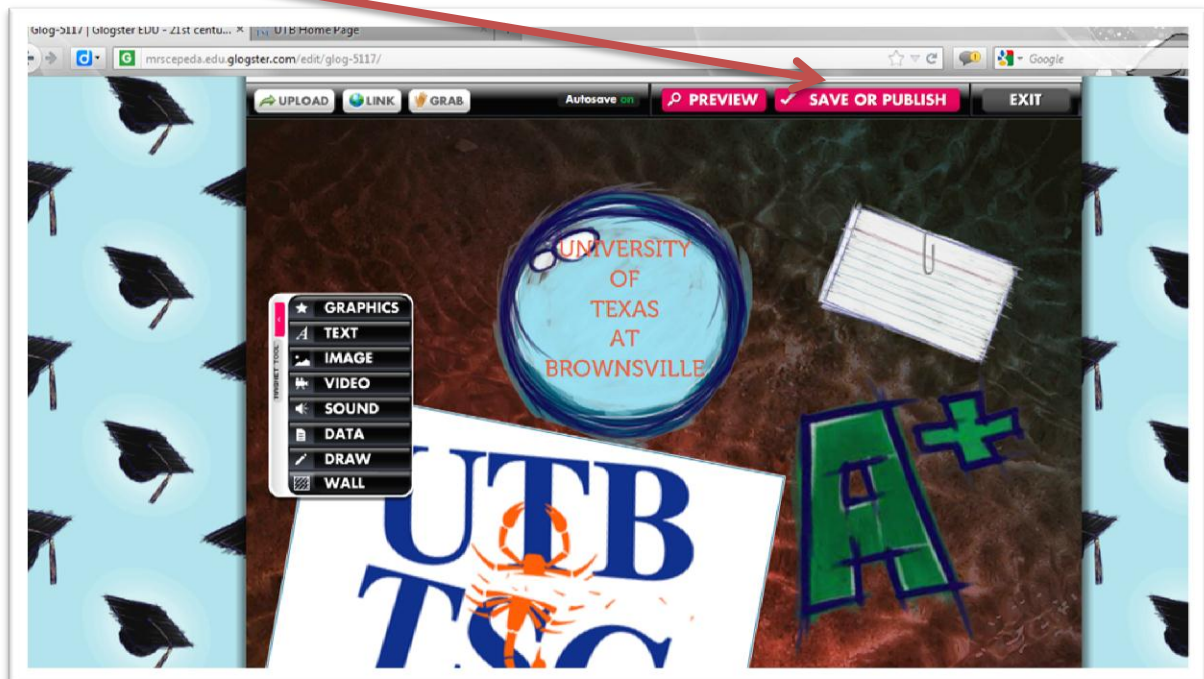 Glog-5117 | Glogster EDU - 21st centu... ×
UTB Home Page ×
mrscepeda.edu.glogster.com/edit/glog-5117/
Google
UPLOAD LINK GRAB Autosave on PREVIEW SAVE OR PUBLISH EXIT
UNIVERSITY
OF
TEXAS
AT
BROWNSVILLE
MAGNET TOOL
GRAPHICS
TEXT
IMAGE
VIDEO
SOUND
DATA
DRAW
WALL
A+
UTB
TSC